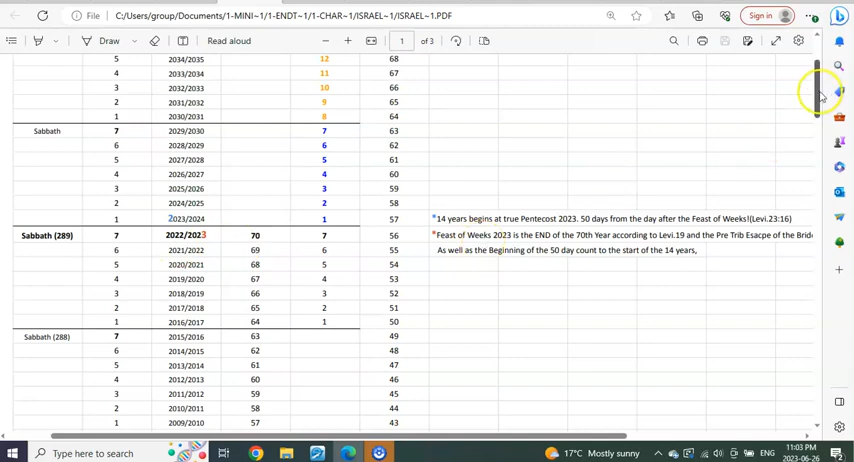 File | C:/Users/group/Documents/1-MINI~1/1-ENDT~1/1-CHAR~1/ISRAEL~1/ISRAEL~1.PDF
Sign in
Draw
Read aloud
1 of 3
5 2034/2035 12 68
4 2033/2034 11 67
3 2032/2033 10 66
2 2031/2032 9 65
1 2030/2031 8 64
Sabbath 7 2029/2030 7 63
6 2028/2029 6 62
5 2027/2028 5 61
4 2026/2027 4 60
3 2025/2026 3 59
2 2024/2025 2 58
1 2023/2024 1 57 *14 years begins at true Pentecost 2023. 50 days from the day after the Feast of Weeks!(Levi.23:16)
Sabbath (289) 7 2022/2023 70 7 56 *Feast of Weeks 2023 is the END of the 70th Year according to Levi.19 and the Pre Trib Esacpe of the Bride
6 2021/2022 69 6 55 As well as the Beginning of the 50 day count to the start of the 14 years,
5 2020/2021 68 5 54
4 2019/2020 67 4 53
3 2018/2019 66 3 52
2 2017/2018 65 2 51
1 2016/2017 64 1 50
Sabbath (288) 7 2015/2016 63 49
6 2014/2015 62 48
5 2013/2014 61 47
4 2012/2013 60 46
3 2011/2012 59 45
2 2010/2011 58 44
1 2009/2010 57 43
Type here to search
17°C Mostly sunny
ENG
11:03 PM
2023-06-26
2